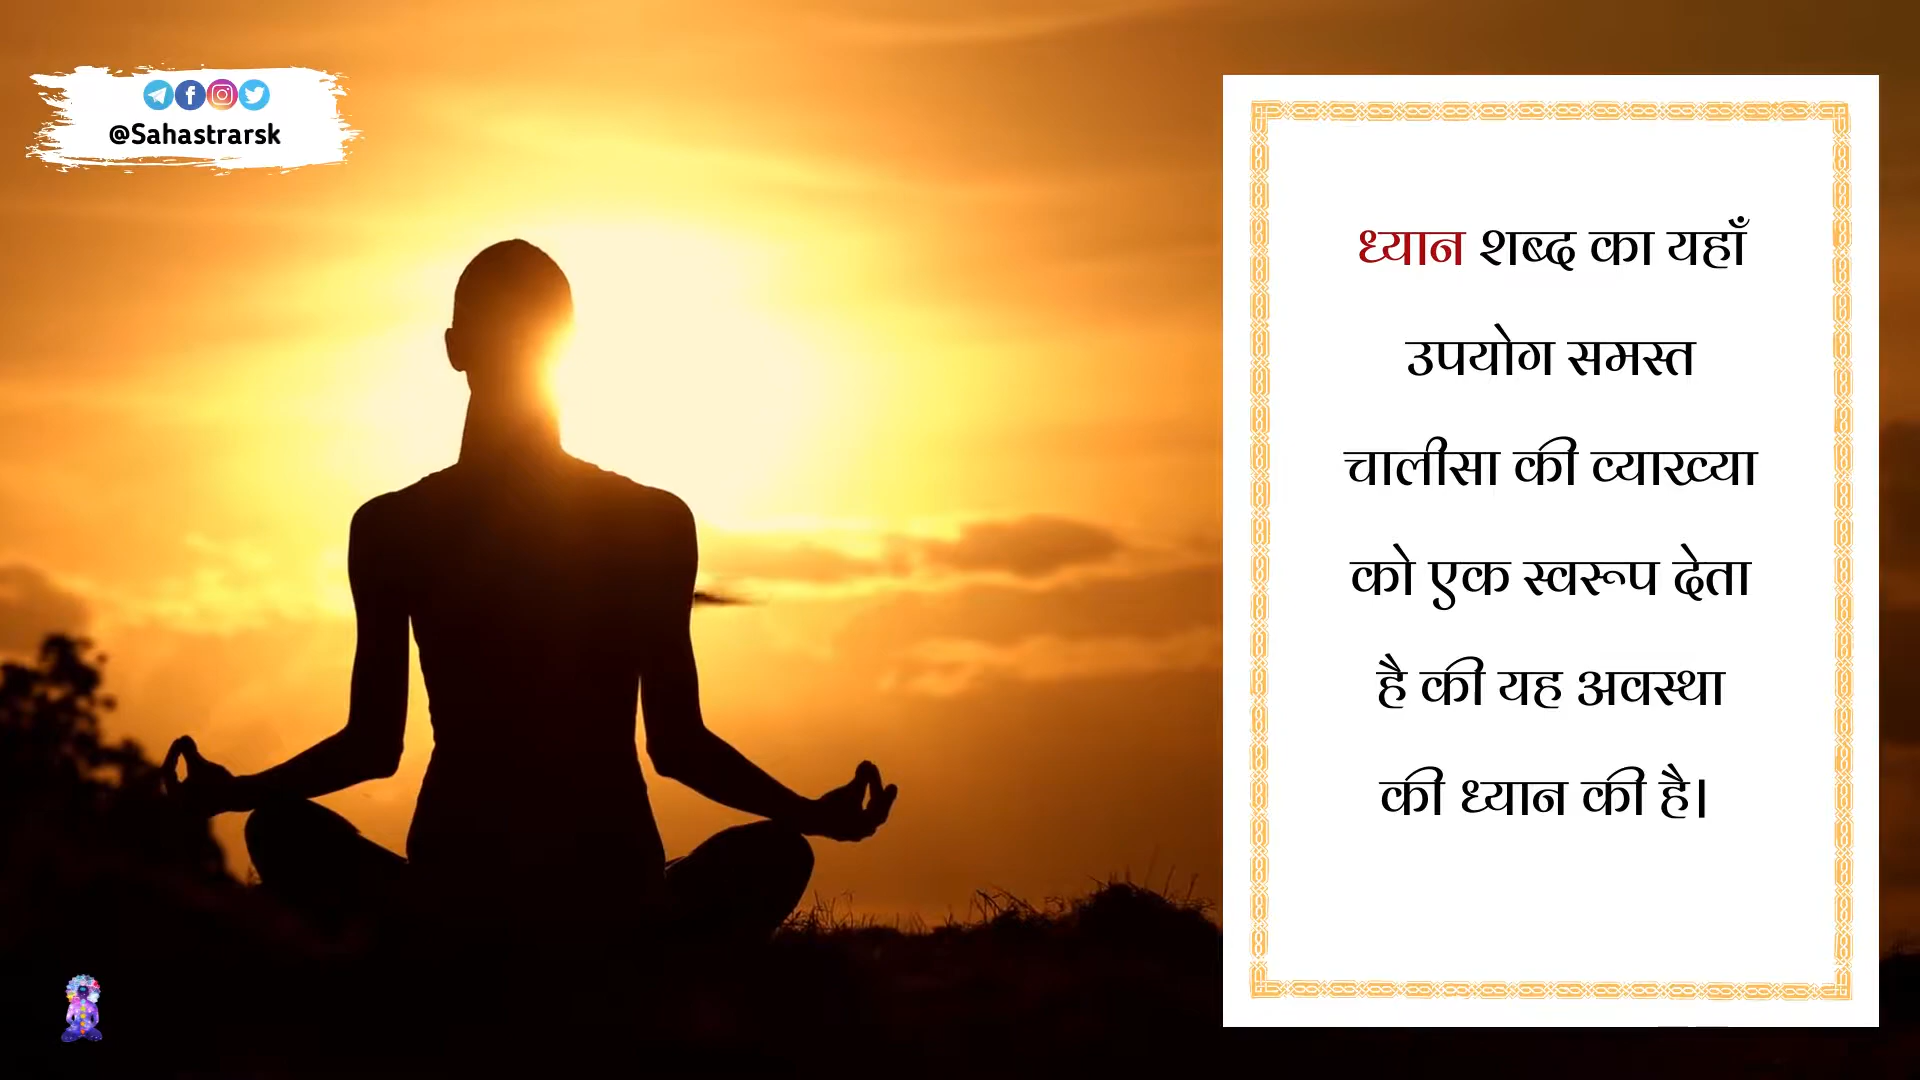 @Sahastrarsk
ध्यान शब्द का यहाँ
उपयोग समस्त
चालीसा की व्याख्या
को एक स्वरूप देता
है की यह अवस्था
की ध्यान की है।